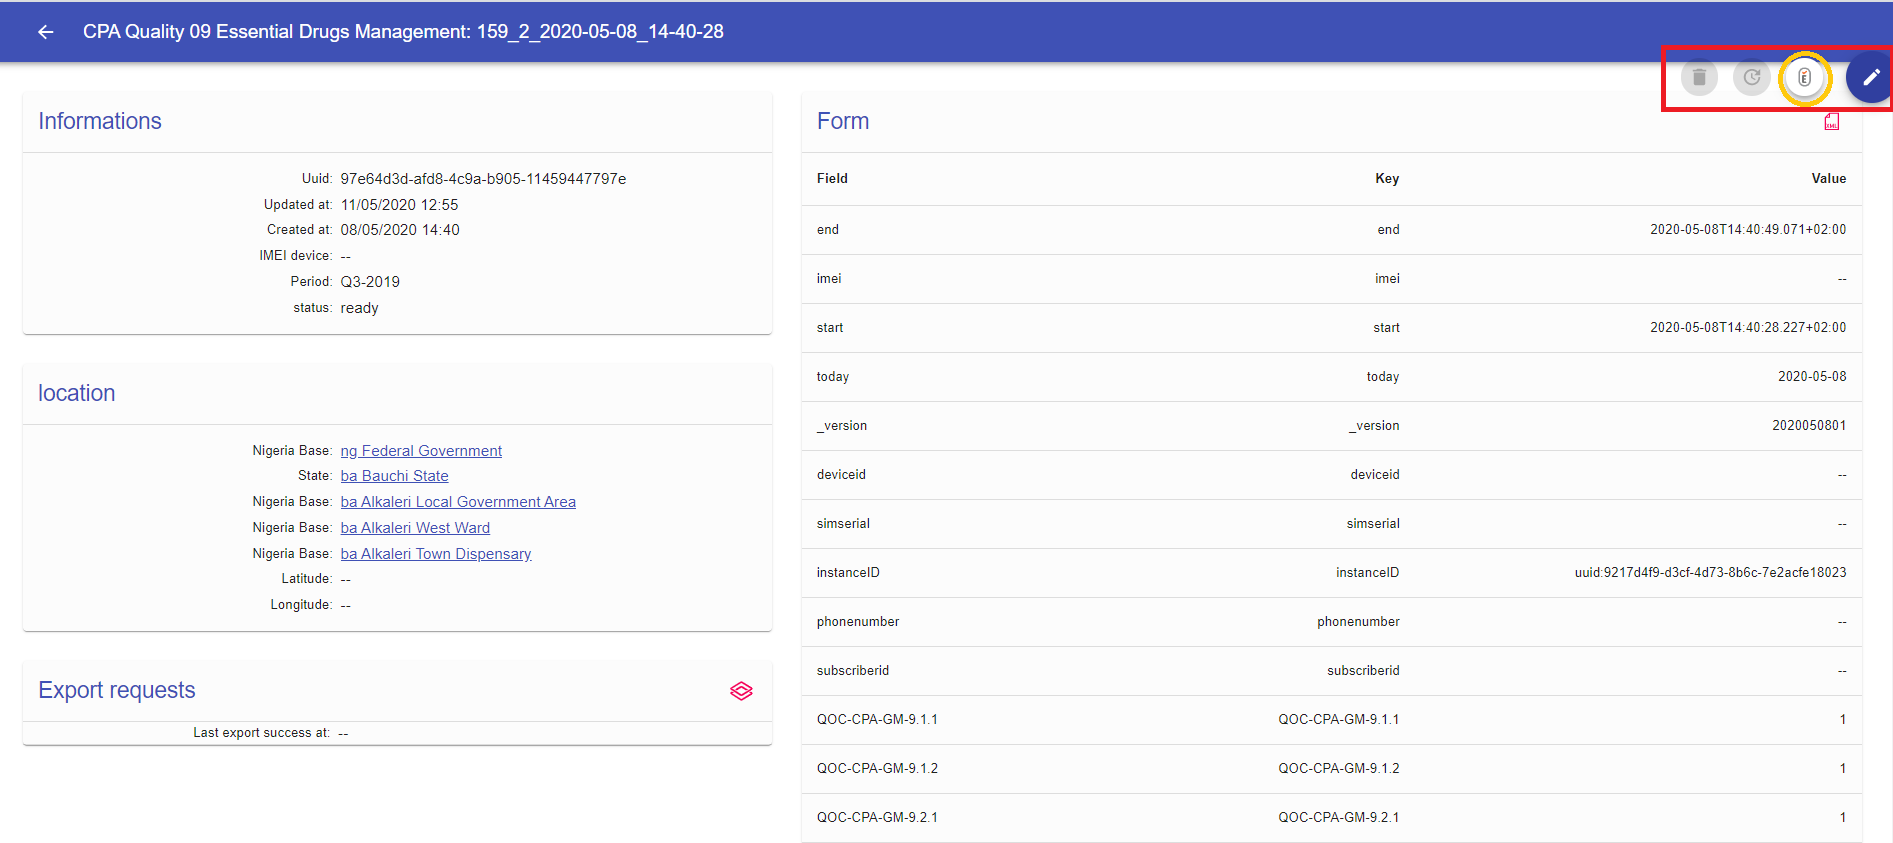 CPA Quality 09 Essential Drugs Management: 159_2_2020-05-08_14-40-28
E
Informations
Uuid: 97e64d3d-afd8-4c9a-b905-11459447797e
Updated at: 11/05/2020 12:55
Created at: 08/05/2020 14:40
IMEI device: --
Period: Q3-2019
status: ready
location
Nigeria Base: ng Federal Government
State: ba Bauchi State
Nigeria Base: ba Alkaleri Local Government Area
Nigeria Base: ba Alkaleri West Ward
Nigeria Base: ba Alkaleri Town Dispensary
Latitude: --
Longitude: --
Export requests
Last export success at: --
Form
XML
Field Key Value
end end 2020-05-08T14:40:49.071+02:00
imei imei --
start start 2020-05-08T14:40:28.227+02:00
today today 2020-05-08
_version _version 2020050801
deviceid deviceid --
simserial simserial --
instanceID instanceID uuid:9217d4f9-d3cf-4d73-8b6c-7e2acfe18023
phonenumber phonenumber --
subscriberid subscriberid --
QOC-CPA-GM-9.1.1 QOC-CPA-GM-9.1.1 1
QOC-CPA-GM-9.1.2 QOC-CPA-GM-9.1.2 1
QOC-CPA-GM-9.2.1 QOC-CPA-GM-9.2.1 1